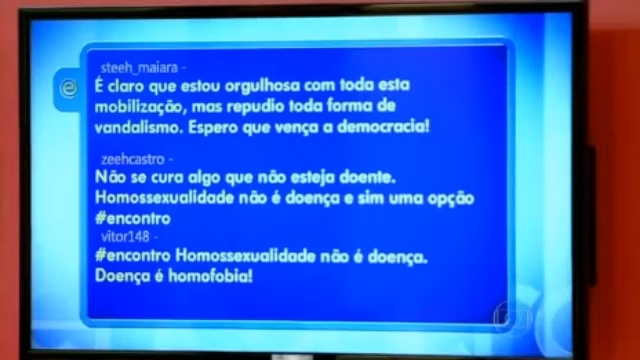 steeh_maiara -
É claro que estou orgulhosa com toda esta
mobilização, mas repudio toda forma de
vandalismo. Espero que vença a democracia!
zeehcastro -
Não se cura algo que não esteja doente.
Homossexualidade não é doença e sim uma opção
#encontro
vitor148 -
#encontro Homossexualidade não é doença.
Doença é homofobia!